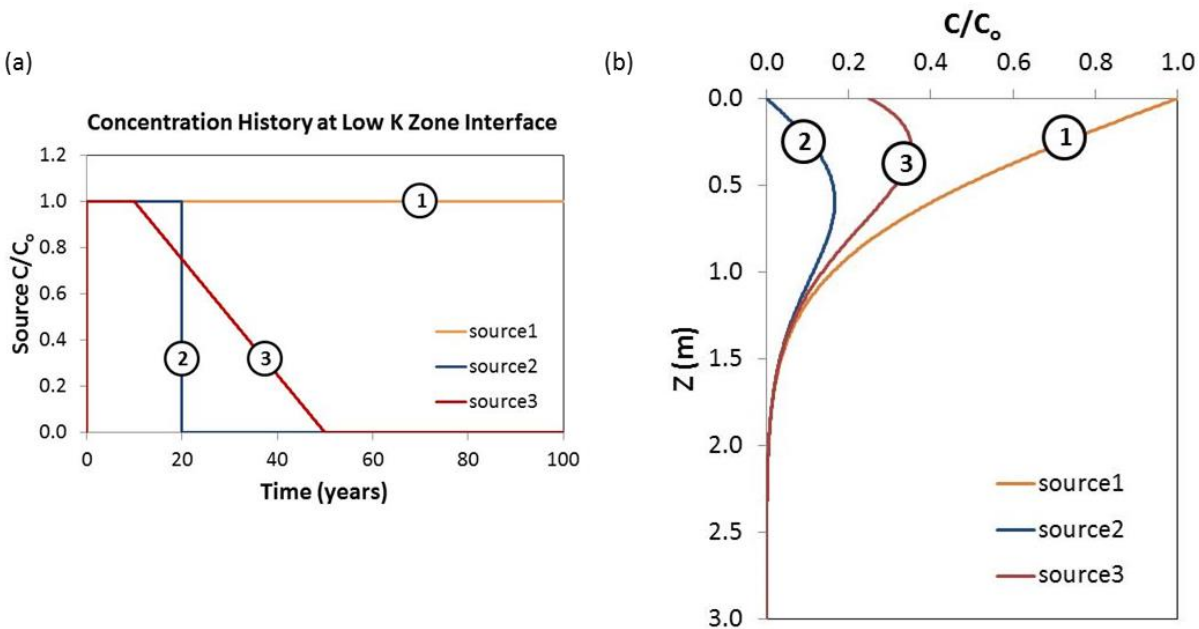 (a)
Concentration History at Low K Zone Interface
Source C/Cₒ
1.2
1.0
0.8
0.6
0.4
0.2
0.0
1
2
3
source1
source2
source3
0 20 40 60 80 100
Time (years)
(b)
C/Cₒ
0.0 0.2 0.4 0.6 0.8 1.0
Z (m)
0.0
0.5
1.0
1.5
2.0
2.5
3.0
1
2
3
source1
source2
source3